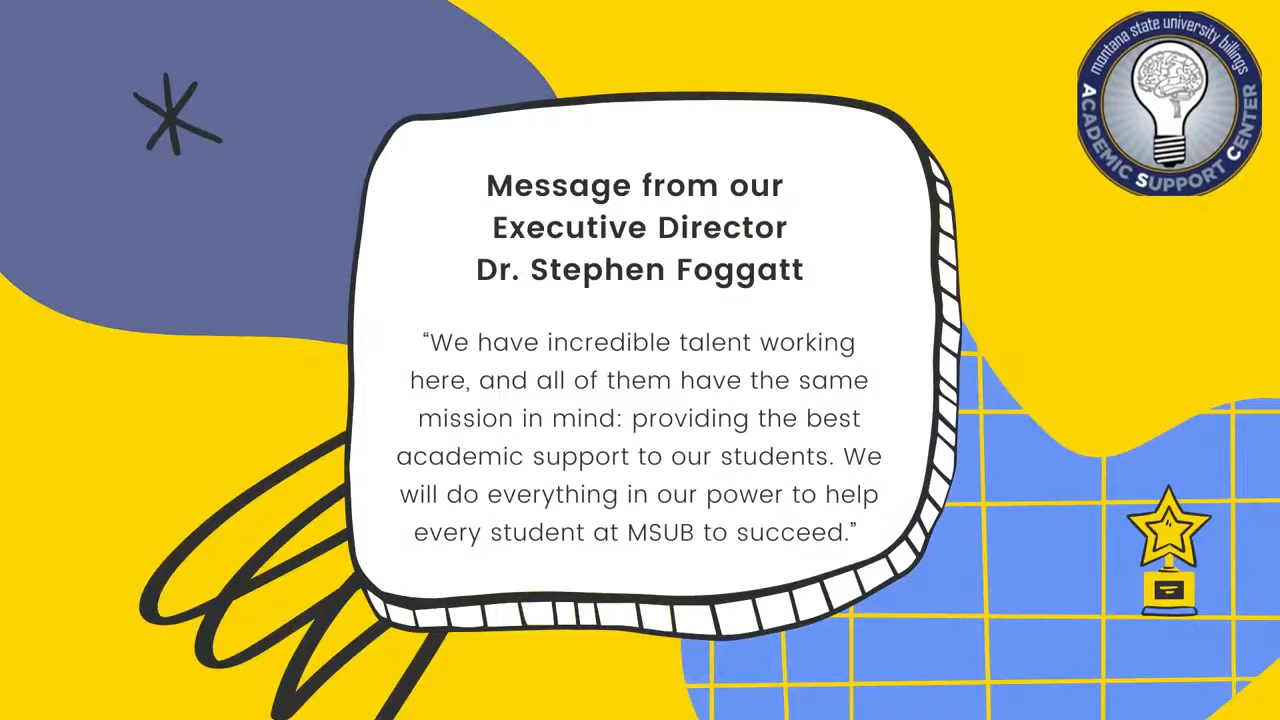 montana state university billings
ACADEMIC SUPPORT CENTER
Message from our
Executive Director
Dr. Stephen Foggatt
“We have incredible talent working
here, and all of them have the same
mission in mind: providing the best
academic support to our students. We
will do everything in our power to help
every student at MSUB to succeed.”